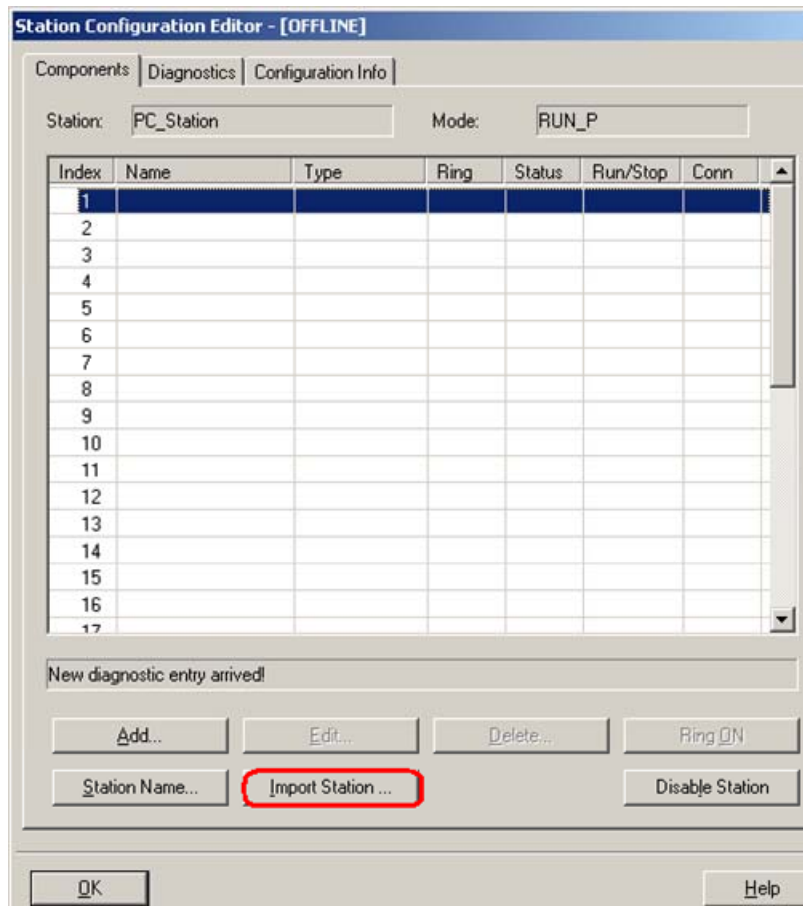 Station Configuration Editor - [OFFLINE]
Components Diagnostics Configuration Info
Station: PC_Station Mode: RUN_P
Index Name Type Ring Status Run/Stop Conn
1
2
3
4
5
6
7
8
9
10
11
12
13
14
15
16
17
New diagnostic entry arrived!
Add... Edit... Delete... Ring ON
Station Name... Import Station ... Disable Station
OK Help